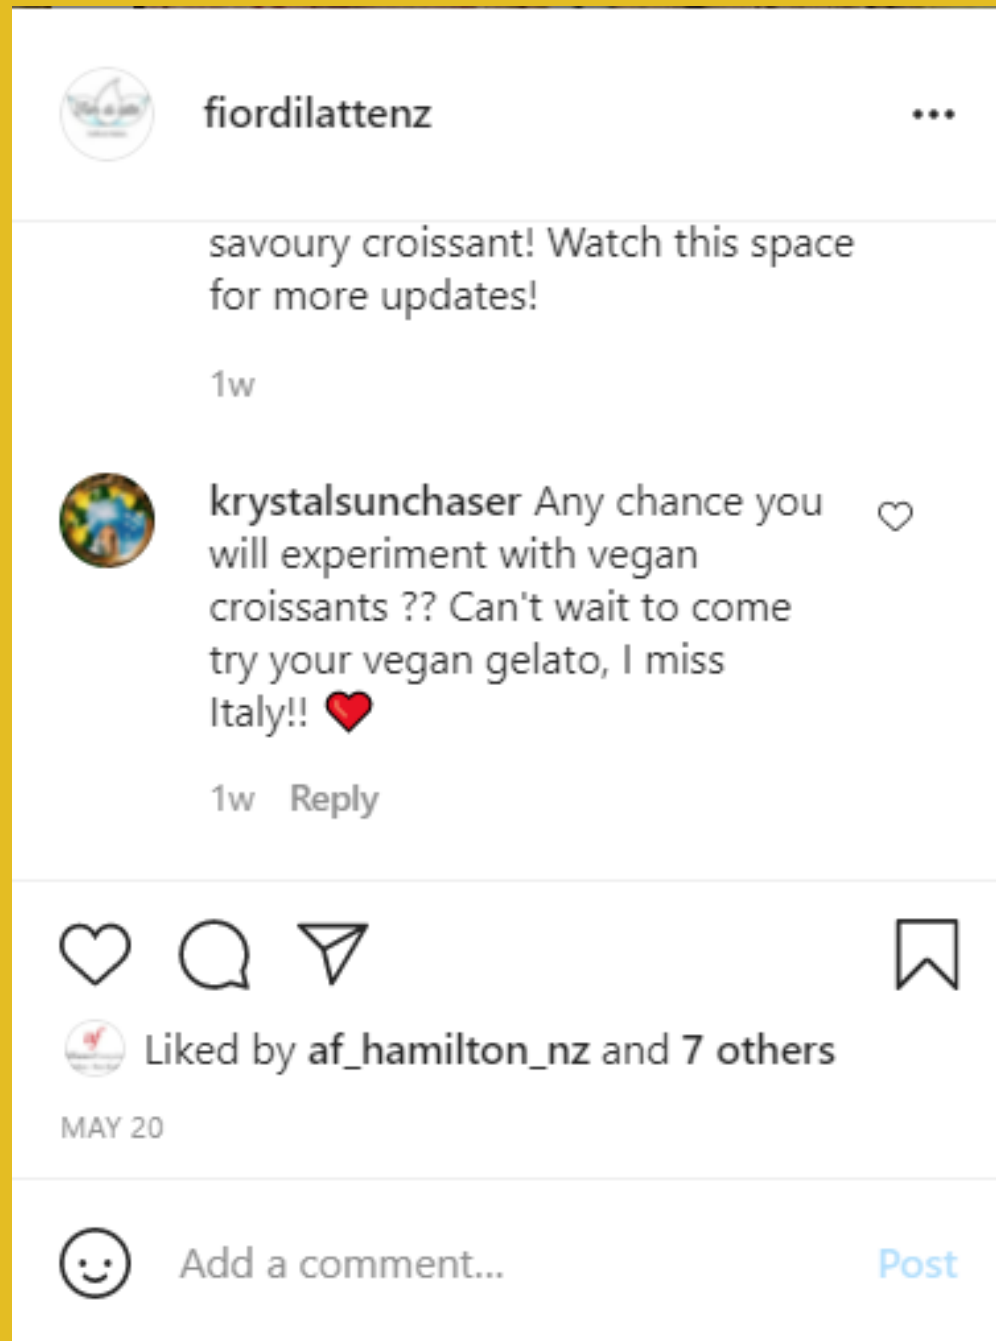 fiordilattenz
savoury croissant! Watch this space
for more updates!
1w
krystalsunchaser Any chance you
will experiment with vegan
croissants ?? Can't wait to come
try your vegan gelato, I miss
Italy!! ❤️
1w Reply
af
Liked by af_hamilton_nz and 7 others
MAY 20
Add a comment... Post